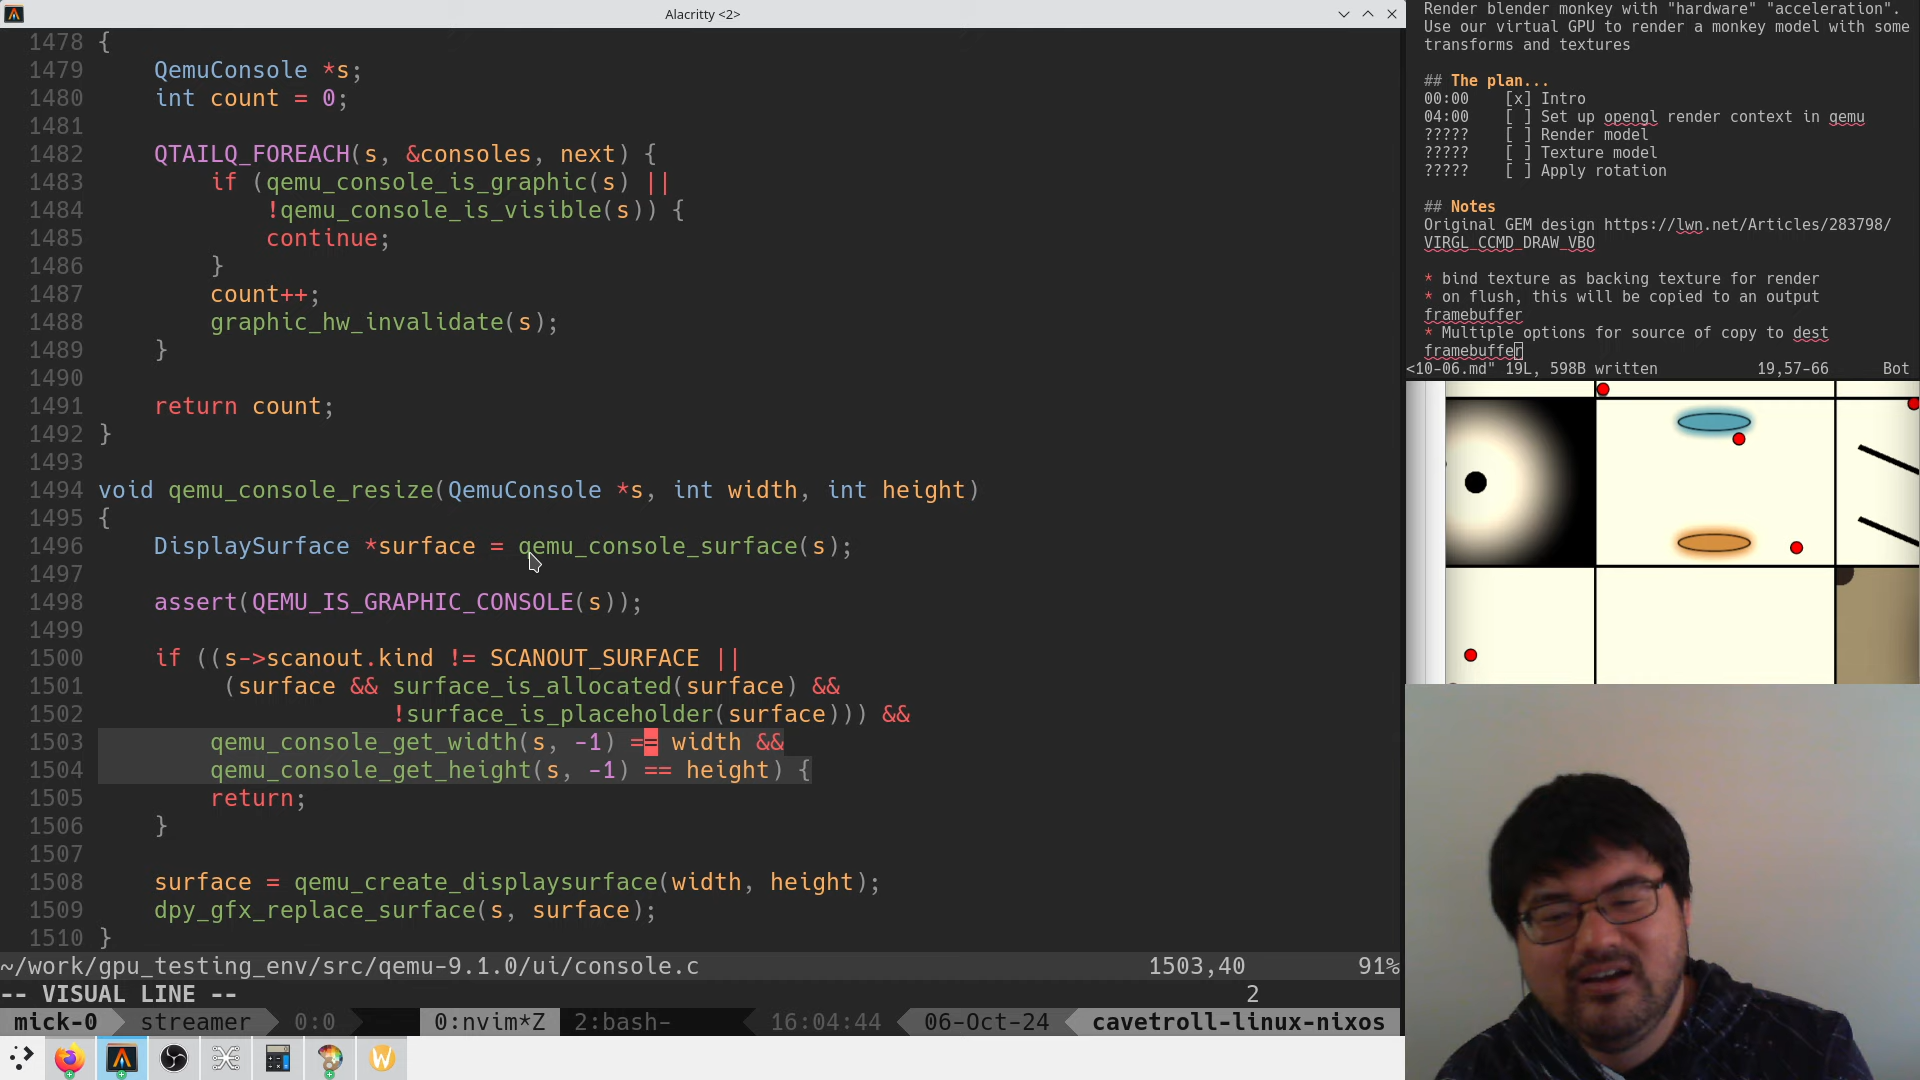 Alacritty <2>
1478 {
1479     QemuConsole *s;
1480     int count = 0;
1481
1482     QTAILQ_FOREACH(s, &consoles, next) {
1483         if (qemu_console_is_graphic(s) ||
1484             !qemu_console_is_visible(s)) {
1485             continue;
1486         }
1487         count++;
1488         graphic_hw_invalidate(s);
1489     }
1490
1491     return count;
1492 }
1493
1494 void qemu_console_resize(QemuConsole *s, int width, int height)
1495 {
1496     DisplaySurface *surface = qemu_console_surface(s);
1497
1498     assert(QEMU_IS_GRAPHIC_CONSOLE(s));
1499
1500     if ((s->scanout.kind != SCANOUT_SURFACE ||
1501          (surface && surface_is_allocated(surface) &&
1502                      !surface_is_placeholder(surface))) &&
1503         qemu_console_get_width(s, -1) == width &&
1504         qemu_console_get_height(s, -1) == height) {
1505         return;
1506     }
1507
1508     surface = qemu_create_displaysurface(width, height);
1509     dpy_gfx_replace_surface(s, surface);
1510 }
~/work/gpu_testing_env/src/qemu-9.1.0/ui/console.c 1503,40 91%
-- VISUAL LINE -- 2
mick-0 streamer 0:0 0:nvim*Z 2:bash- 16:04:44 06-Oct-24 cavetroll-linux-nixos
Render blender monkey with "hardware" "acceleration".
Use our virtual GPU to render a monkey model with some
transforms and textures
## The plan...
00:00 [x] Intro
04:00 [ ] Set up opengl render context in qemu
????? [ ] Render model
????? [ ] Texture model
????? [ ] Apply rotation
## Notes
Original GEM design https://lwn.net/Articles/283798/
VIRGL_CCMD_DRAW_VBO
* bind texture as backing texture for render
* on flush, this will be copied to an output
framebuffer
* Multiple options for source of copy to dest
framebuffer
<10-06.md" 19L, 598B written 19,57-66 Bot
W